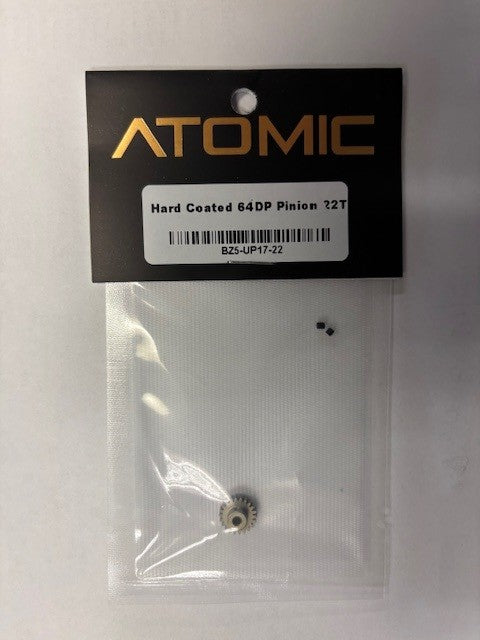 ATOMIC
Hard Coated 64DP Pinion 22T
BZ5-UP17-22